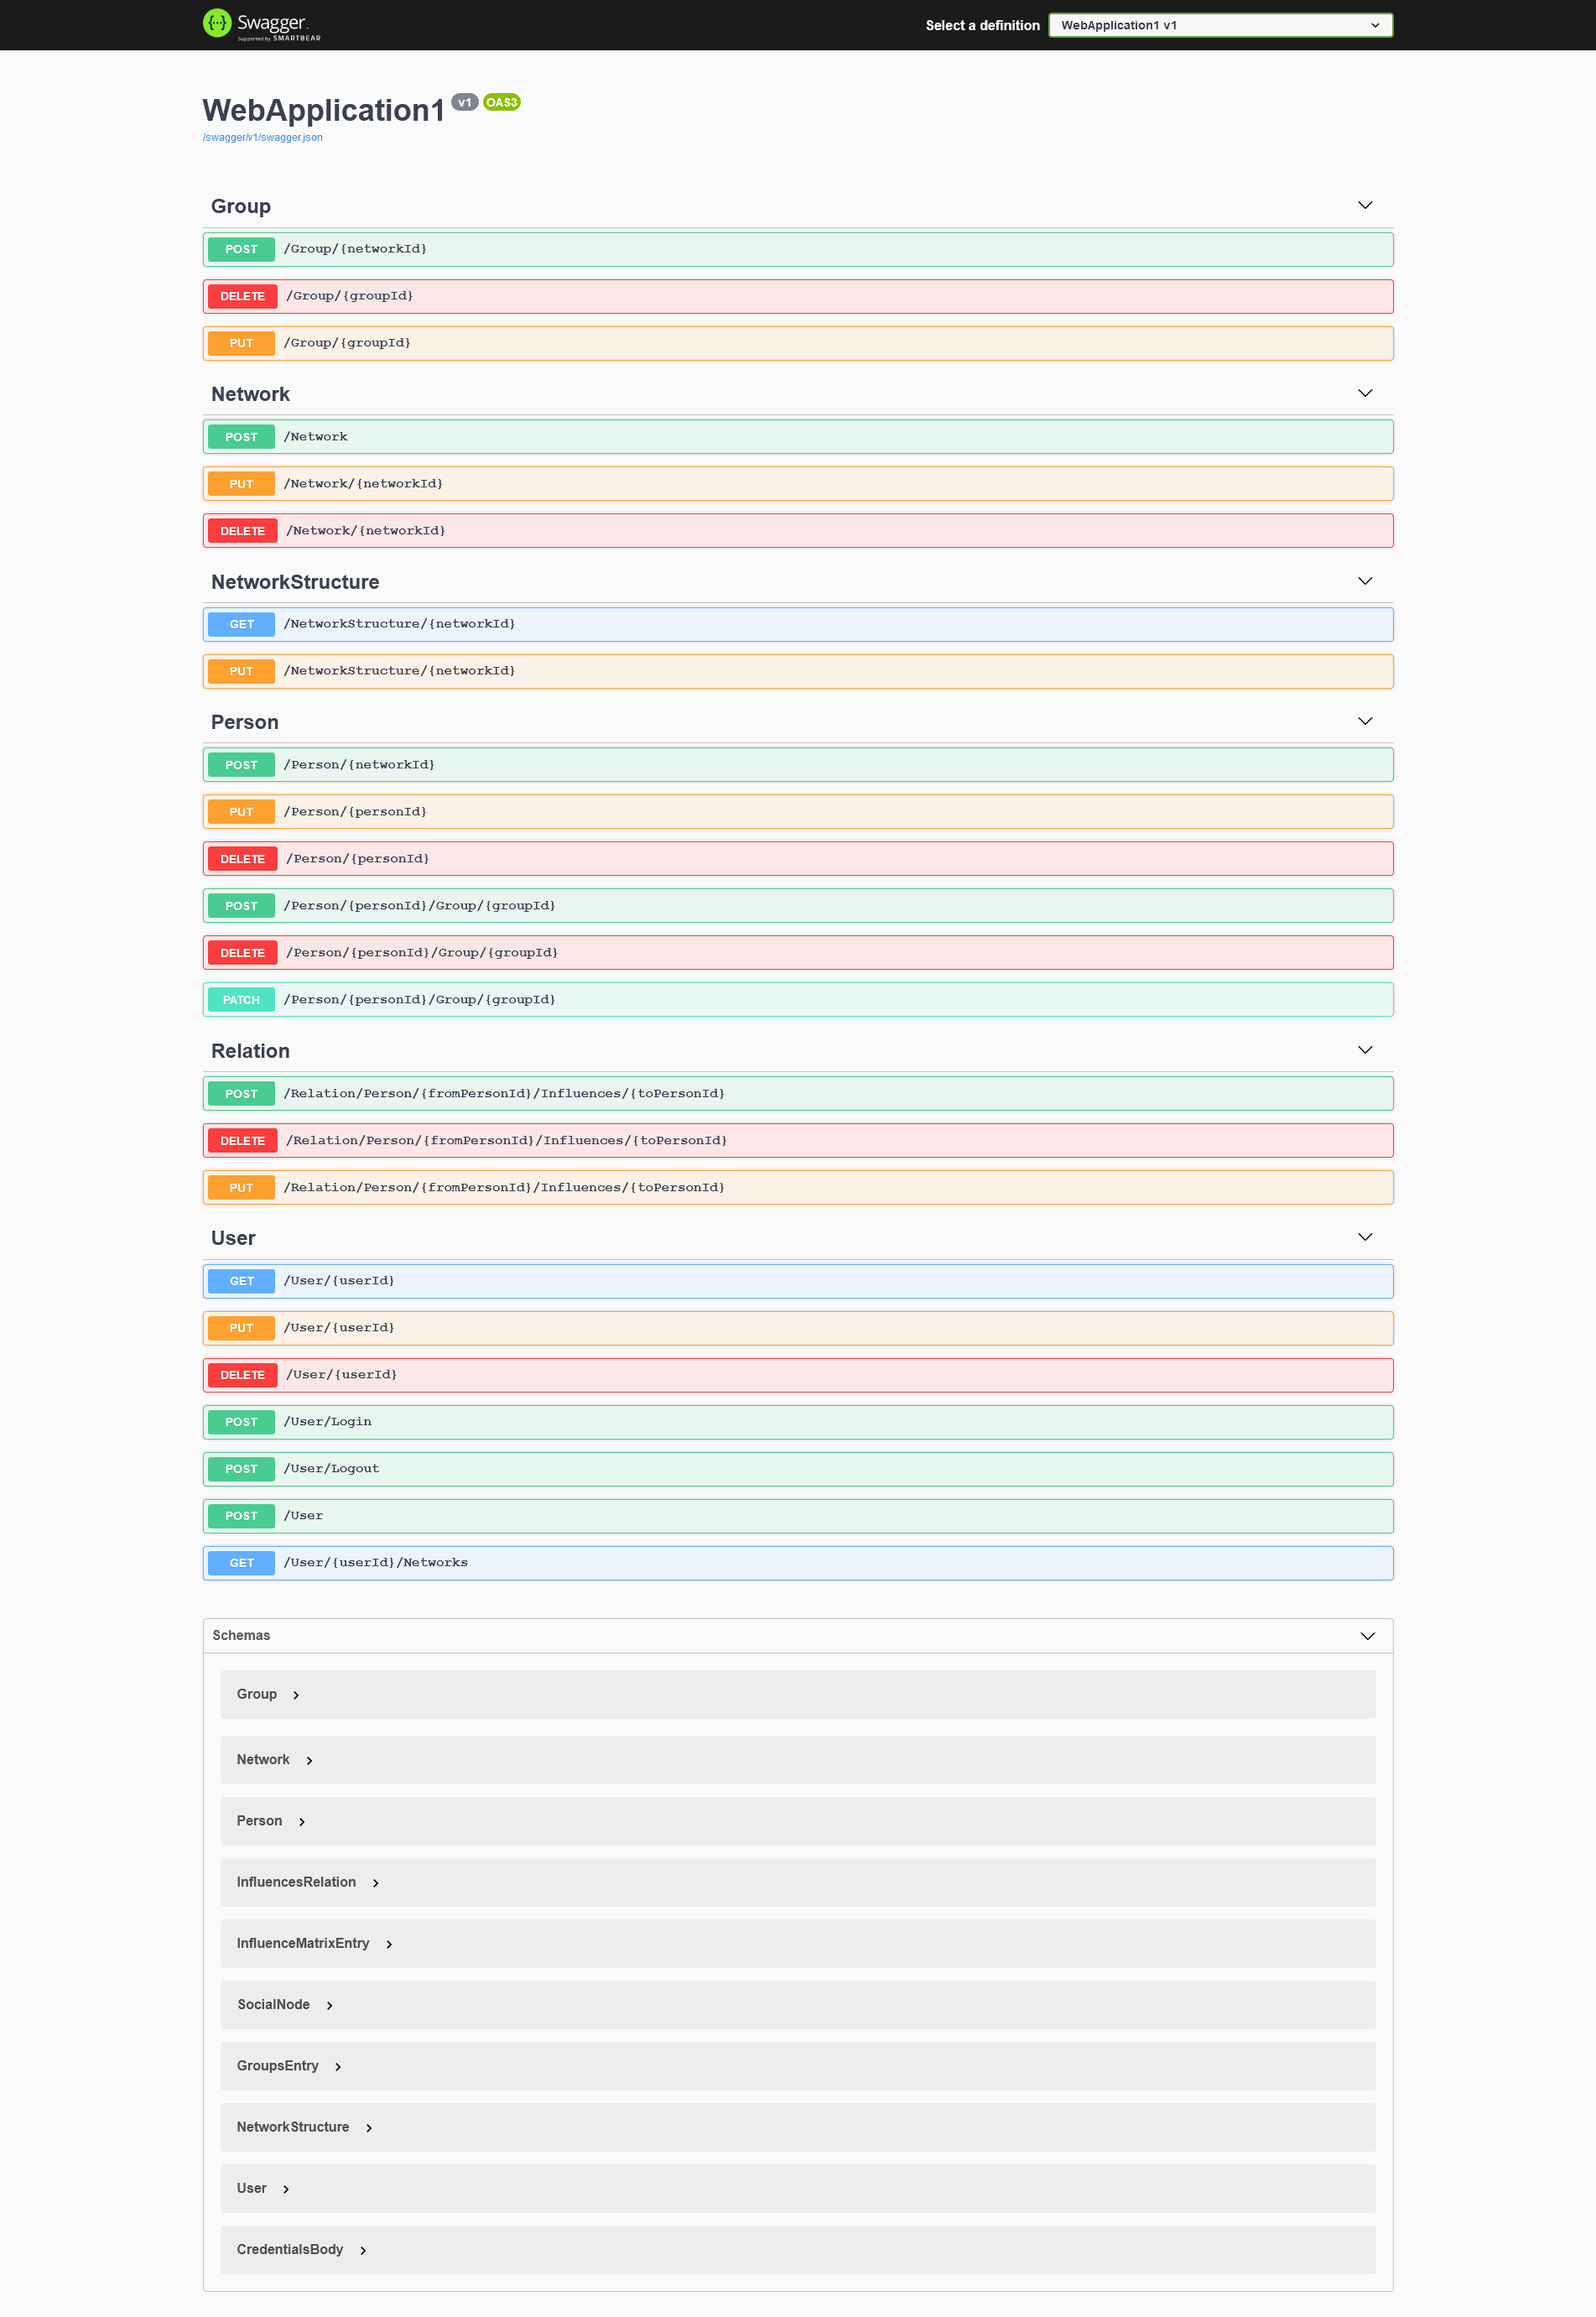 Swagger.
Supported by SMARTBEAR
Select a definition
WebApplication1 v1
WebApplication1 v1 OAS3
/swagger/v1/swagger.json
Group
POST /Group/{networkId}
DELETE /Group/{groupId}
PUT /Group/{groupId}
Network
POST /Network
PUT /Network/{networkId}
DELETE /Network/{networkId}
NetworkStructure
GET /NetworkStructure/{networkId}
PUT /NetworkStructure/{networkId}
Person
POST /Person/{networkId}
PUT /Person/{personId}
DELETE /Person/{personId}
POST /Person/{personId}/Group/{groupId}
DELETE /Person/{personId}/Group/{groupId}
PATCH /Person/{personId}/Group/{groupId}
Relation
POST /Relation/Person/{fromPersonId}/Influences/{toPersonId}
DELETE /Relation/Person/{fromPersonId}/Influences/{toPersonId}
PUT /Relation/Person/{fromPersonId}/Influences/{toPersonId}
User
GET /User/{userId}
PUT /User/{userId}
DELETE /User/{userId}
POST /User/Login
POST /User/Logout
POST /User
GET /User/{userId}/Networks
Schemas
Group
Network
Person
InfluencesRelation
InfluenceMatrixEntry
SocialNode
GroupsEntry
NetworkStructure
User
CredentialsBody